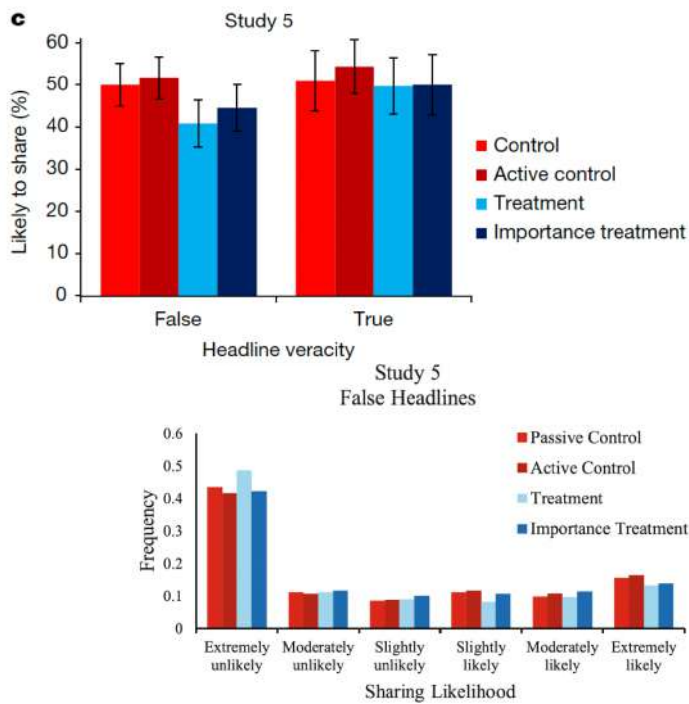 c
Study 5
60
50
40
30
20
10
0
Likely to share (%)
False
True
Headline veracity
Control
Active control
Treatment
Importance treatment
Study 5
False Headlines
0.6
0.5
0.4
0.3
0.2
0.1
0
Frequency
Passive Control
Active Control
Treatment
Importance Treatment
Extremely unlikely
Moderately unlikely
Slightly unlikely
Slightly likely
Moderately likely
Extremely likely
Sharing Likelihood